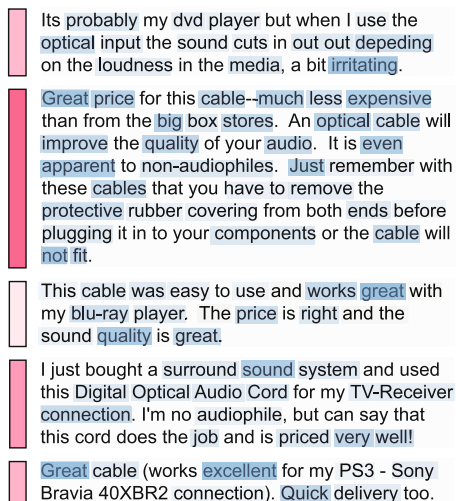 Its probably my dvd player but when I use the
optical input the sound cuts in out out depeding
on the loudness in the media, a bit irritating.
Great price for this cable--much less expensive
than from the big box stores. An optical cable will
improve the quality of your audio. It is even
apparent to non-audiophiles. Just remember with
these cables that you have to remove the
protective rubber covering from both ends before
plugging it in to your components or the cable will
not fit.
This cable was easy to use and works great with
my blu-ray player. The price is right and the
sound quality is great.
I just bought a surround sound system and used
this Digital Optical Audio Cord for my TV-Receiver
connection. I'm no audiophile, but can say that
this cord does the job and is priced very well!
Great cable (works excellent for my PS3 - Sony
Bravia 40XBR2 connection). Quick delivery too.